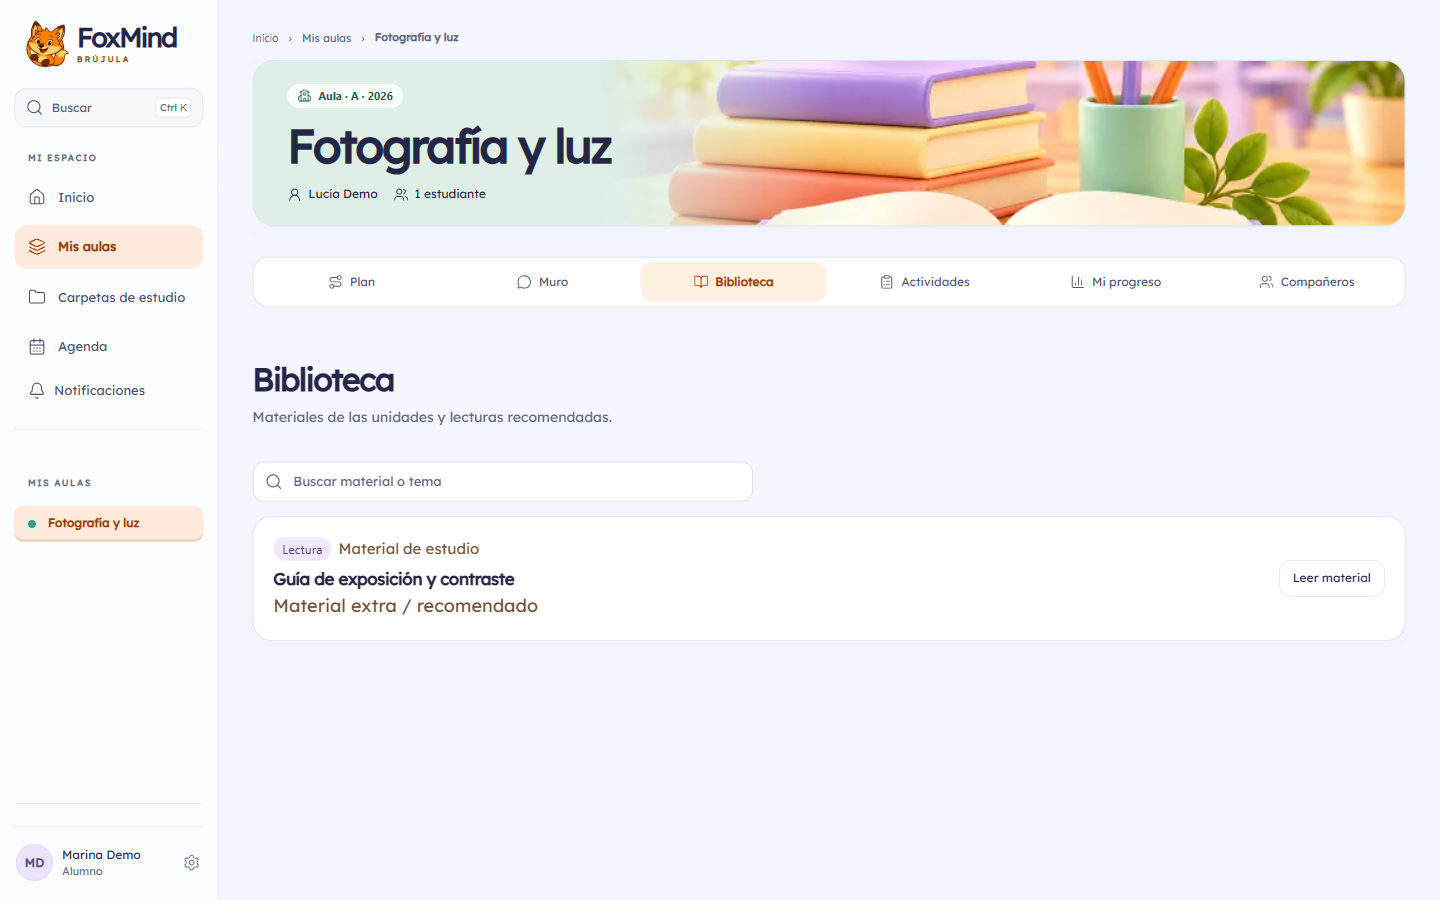 FoxMind
BRÚJULA
Buscar
Ctrl K
MI ESPACIO
Inicio
Mis aulas
Carpetas de estudio
Agenda
Notificaciones
MIS AULAS
Fotografía y luz
MD
Marina Demo
Alumno
Inicio › Mis aulas › Fotografía y luz
Aula · A · 2026
Fotografía y luz
Lucía Demo 1 estudiante
Plan Muro Biblioteca Actividades Mi progreso Compañeros
Biblioteca
Materiales de las unidades y lecturas recomendadas.
Buscar material o tema
Lectura Material de estudio
Guía de exposición y contraste
Material extra / recomendado
Leer material